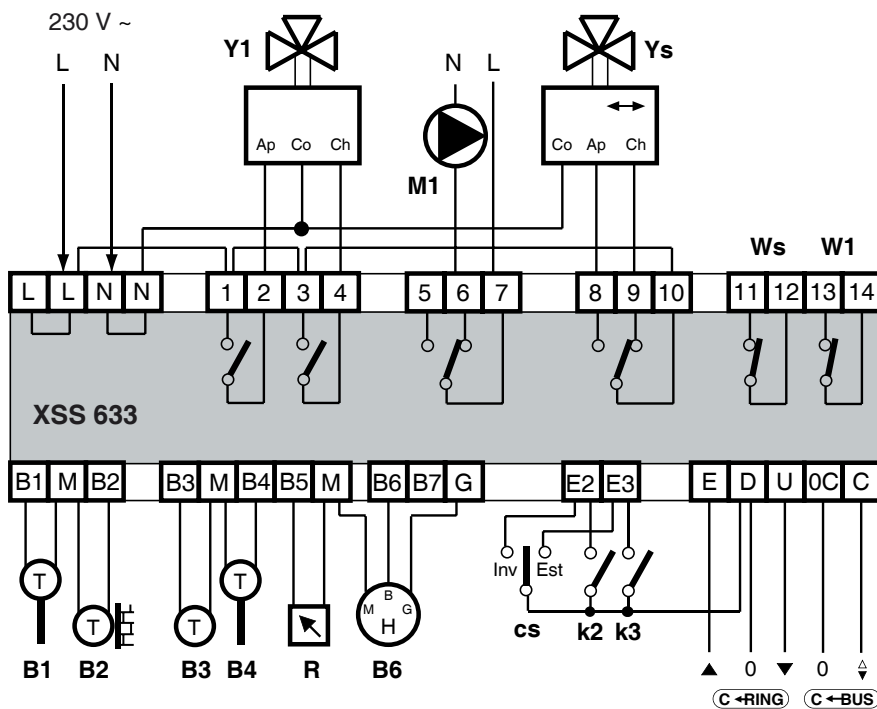 230 V ~
L N
Y1
N L
Ys
Ap Co Ch
M1
Co Ap Ch
Ws W1
L L N N 1 2 3 4 5 6 7 8 9 10 11 12 13 14
XSS 633
B1 M B2 B3 M B4 B5 M B6 B7 G E2 E3 E D U 0C C
T
T
T
T
M B G
H
Inv Est
cs k2 k3
B1 B2 B3 B4 R B6
0 0
C RING C BUS